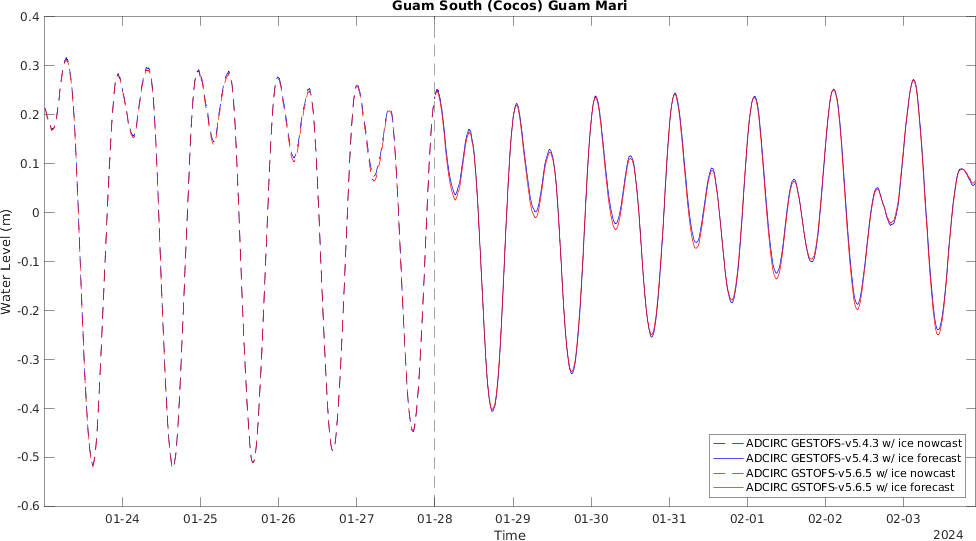 Guam South (Cocos) Guam Mari
0.4
0.3
0.2
0.1
0
-0.1
-0.2
-0.3
-0.4
-0.5
-0.6
Water Level (m)
ADCIRC GESTOFS-v5.4.3 w/ ice nowcast
ADCIRC GESTOFS-v5.4.3 w/ ice forecast
ADCIRC GSTOFS-v5.6.5 w/ ice nowcast
ADCIRC GSTOFS-v5.6.5 w/ ice forecast
01-24 01-25 01-26 01-27 01-28 01-29 01-30 01-31 02-01 02-02 02-03
Time
2024